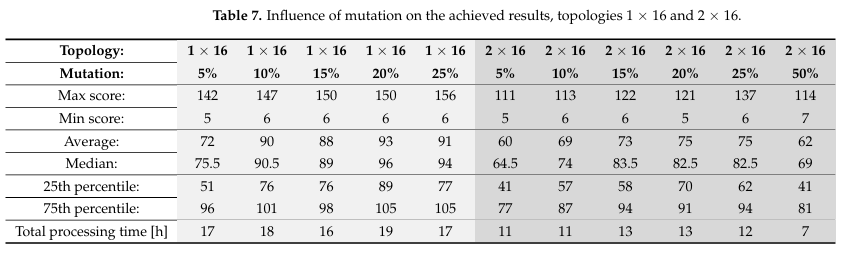 Table 7. Influence of mutation on the achieved results, topologies 1 × 16 and 2 × 16.
Topology: 1 × 16 1 × 16 1 × 16 1 × 16 1 × 16 2 × 16 2 × 16 2 × 16 2 × 16 2 × 16 2 × 16
Mutation: 5% 10% 15% 20% 25% 5% 10% 15% 20% 25% 50%
Max score: 142 147 150 150 156 111 113 122 121 137 114
Min score: 5 6 6 6 6 5 6 6 5 6 7
Average: 72 90 88 93 91 60 69 73 75 75 62
Median: 75.5 90.5 89 96 94 64.5 74 83.5 82.5 82.5 69
25th percentile: 51 76 76 89 77 41 57 58 70 62 41
75th percentile: 96 101 98 105 105 77 87 94 91 94 81
Total processing time [h] 17 18 16 19 17 11 11 13 13 12 7